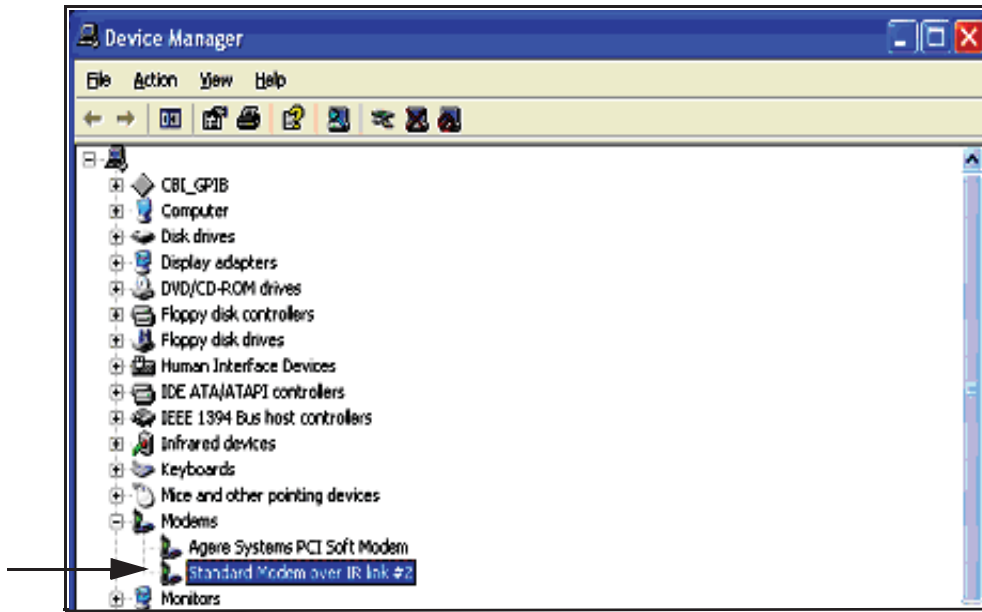 Device Manager
File Action View Help
CBI_GPIB
Computer
Disk drives
Display adapters
DVD/CD-ROM drives
Floppy disk controllers
Floppy disk drives
Human Interface Devices
IDE ATA/ATAPI controllers
IEEE 1394 Bus host controllers
Infrared devices
Keyboards
Mice and other pointing devices
Modems
Agere Systems PCI Soft Modem
Standard Modem over IR link #2
Monitors